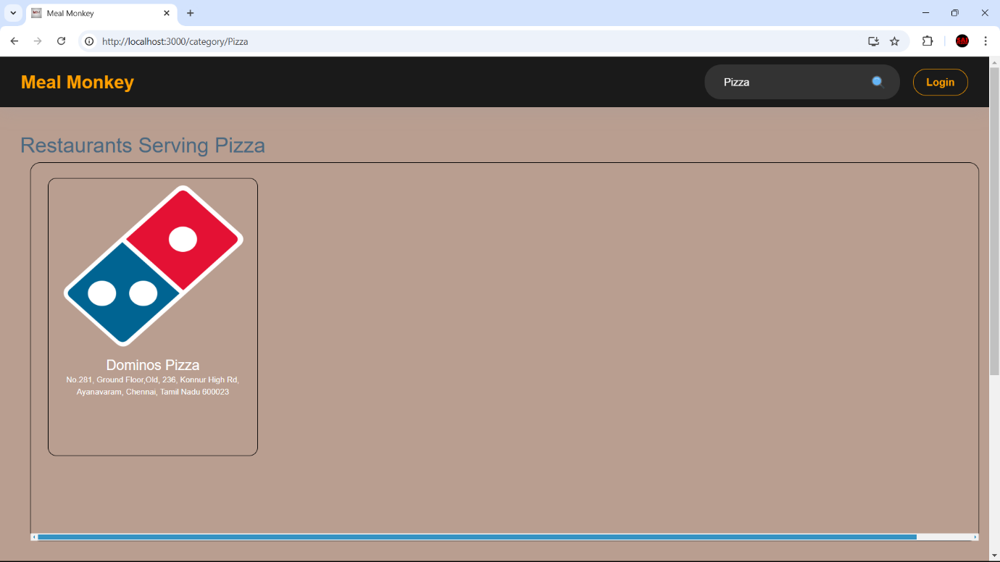 Meal Monkey
http://localhost:3000/category/Pizza
Meal Monkey
Pizza
Login
Restaurants Serving Pizza
Dominos Pizza
No.281, Ground Floor,Old, 236, Konnur High Rd,
Ayanavaram, Chennai, Tamil Nadu 600023